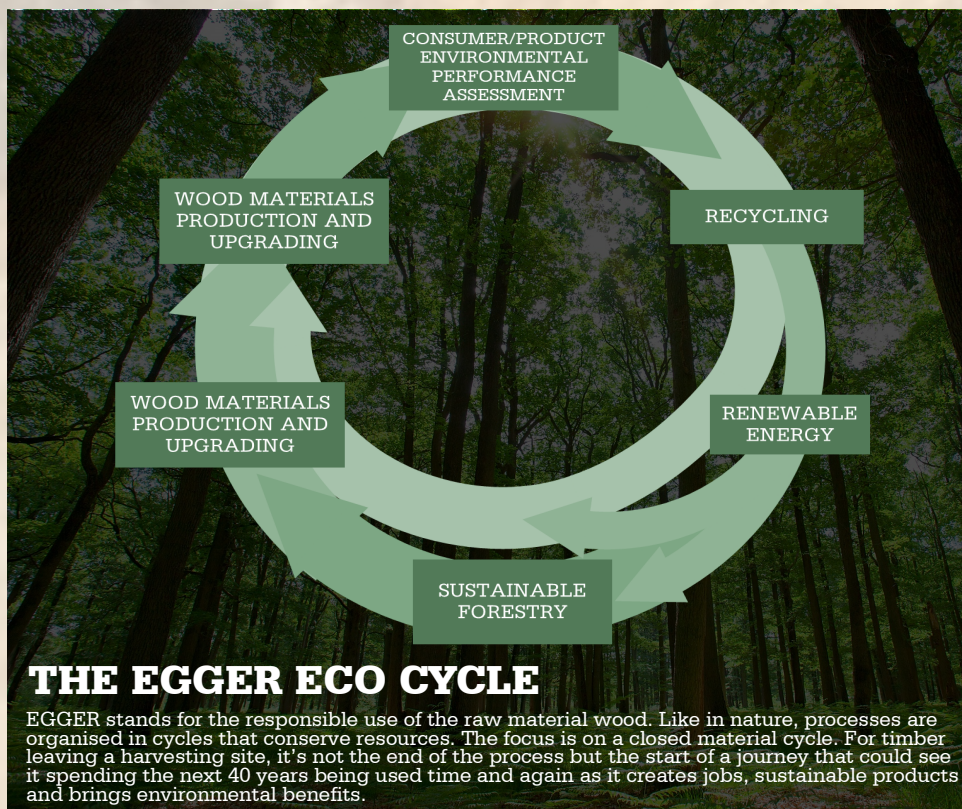 CONSUMER/PRODUCT
ENVIRONMENTAL
PERFORMANCE
ASSESSMENT
WOOD MATERIALS
PRODUCTION AND
UPGRADING
RECYCLING
WOOD MATERIALS
PRODUCTION AND
UPGRADING
RENEWABLE
ENERGY
SUSTAINABLE
FORESTRY
THE EGGER ECO CYCLE
EGGER stands for the responsible use of the raw material wood. Like in nature, processes are
organised in cycles that conserve resources. The focus is on a closed material cycle. For timber
leaving a harvesting site, it’s not the end of the process but the start of a journey that could see
it spending the next 40 years being used time and again as it creates jobs, sustainable products
and brings environmental benefits.